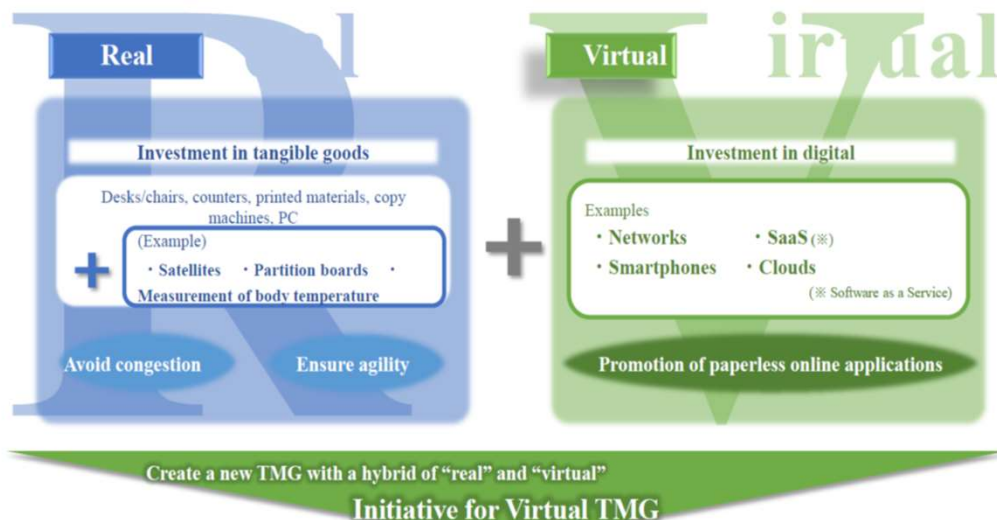 Real
Real
Investment in tangible goods
Desks/chairs, counters, printed materials, copy
machines, PC
+
(Example)
・Satellites ・Partition boards ・
Measurement of body temperature
Avoid congestion
Ensure agility
+
Virtual
Virtual
Investment in digital
Examples
・Networks ・SaaS (※)
・Smartphones ・Clouds
(※ Software as a Service)
Promotion of paperless online applications
Create a new TMG with a hybrid of “real” and “virtual”
Initiative for Virtual TMG